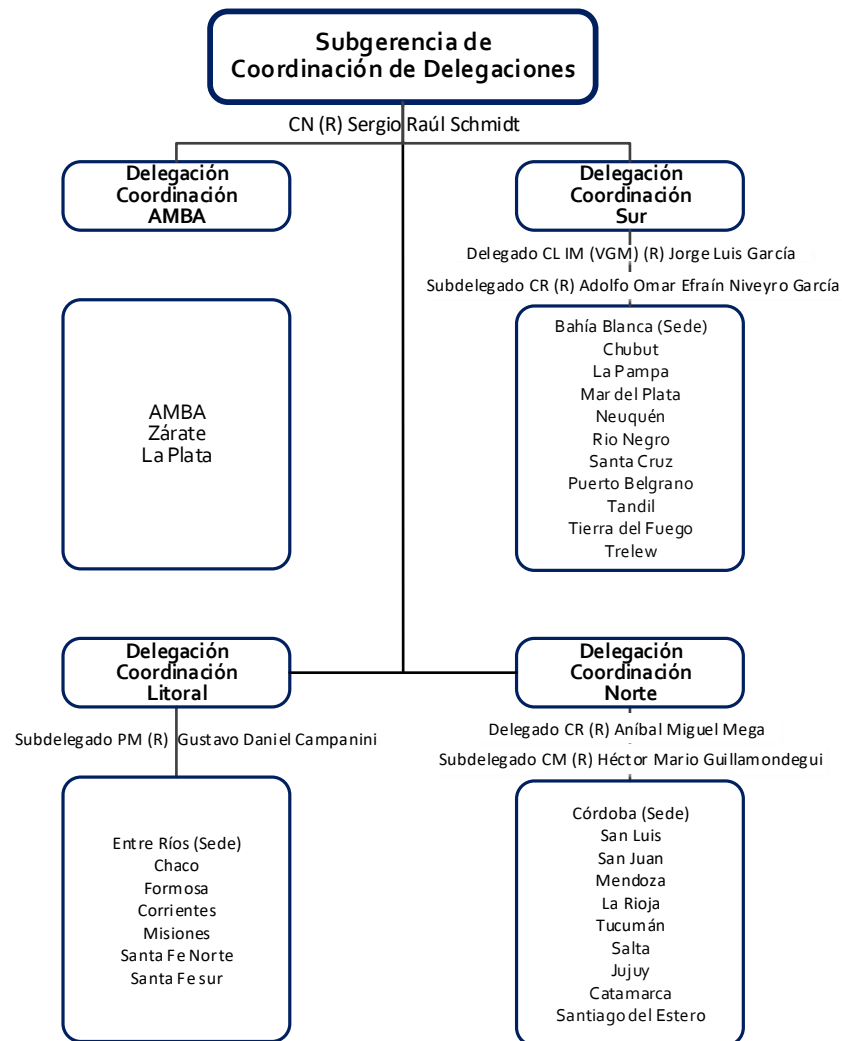 Subgerencia de
Coordinación de Delegaciones
CN (R) Sergio Raúl Schmidt
Delegación
Coordinación
AMBA
Delegación
Coordinación
Sur
Delegado CL IM (VGM) (R) Jorge Luis García
Subdelegado CR (R) Adolfo Omar Efraín Niveyro García
AMBA
Zárate
La Plata
Bahía Blanca (Sede)
Chubut
La Pampa
Mar del Plata
Neuquén
Rio Negro
Santa Cruz
Puerto Belgrano
Tandil
Tierra del Fuego
Trelew
Delegación
Coordinación
Litoral
Subdelegado PM (R) Gustavo Daniel Campanini
Entre Ríos (Sede)
Chaco
Formosa
Corrientes
Misiones
Santa Fe Norte
Santa Fe sur
Delegación
Coordinación
Norte
Delegado CR (R) Aníbal Miguel Mega
Subdelegado CM (R) Héctor Mario Guillamondegui
Córdoba (Sede)
San Luis
San Juan
Mendoza
La Rioja
Tucumán
Salta
Jujuy
Catamarca
Santiago del Estero